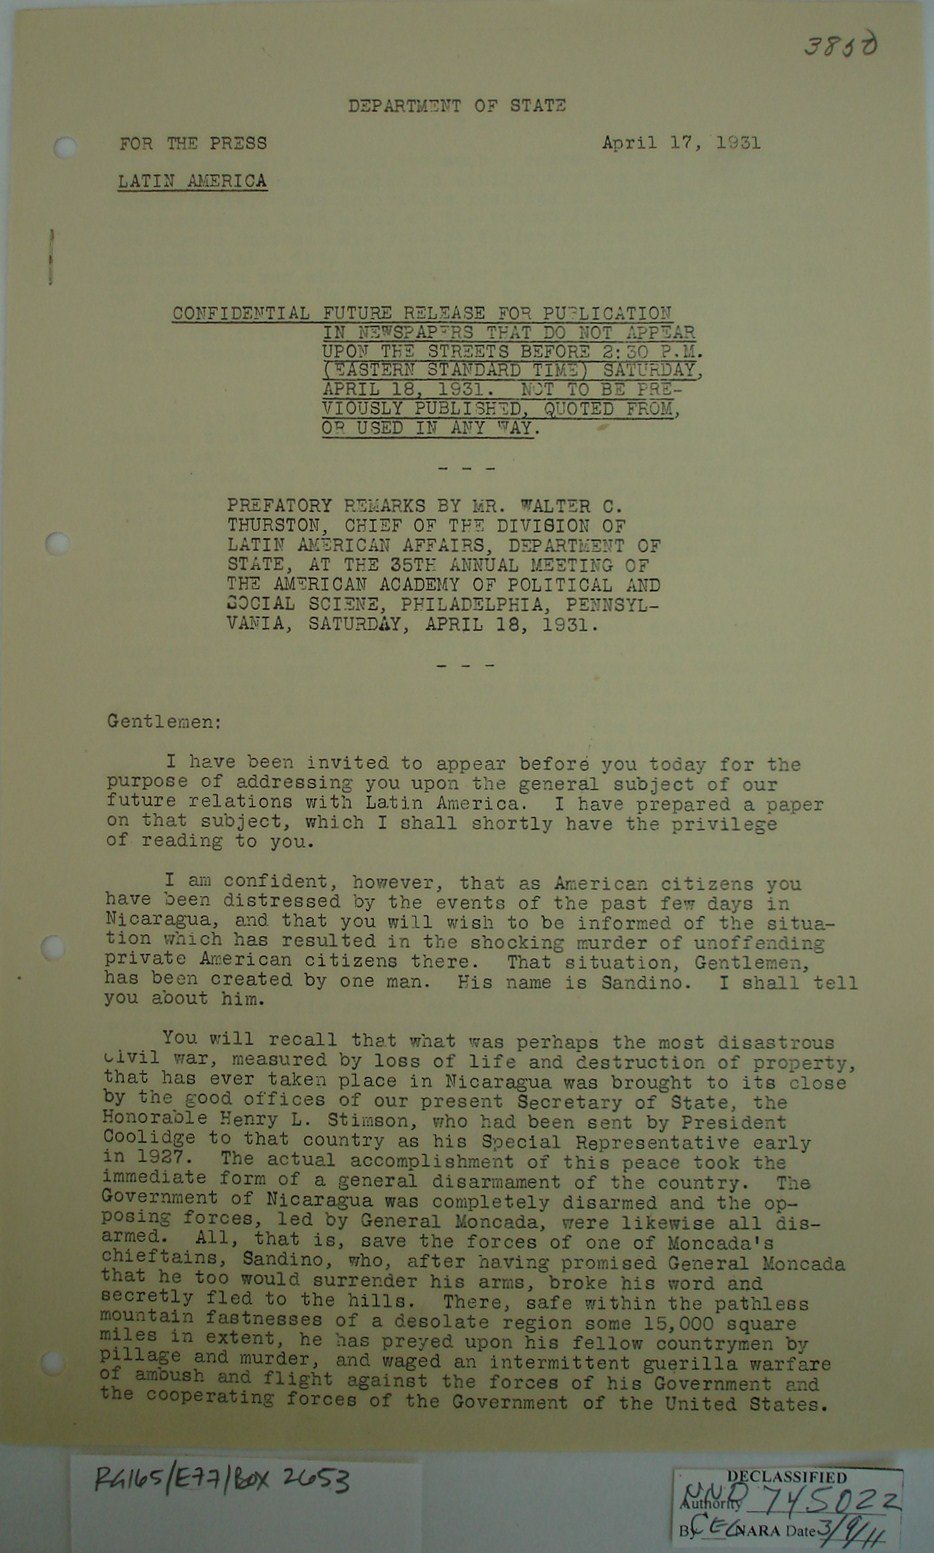 3850
DEPARTMENT OF STATE
FOR THE PRESS April 17, 1931
LATIN AMERICA
CONFIDENTIAL FUTURE RELEASE FOR PUBLICATION
IN NEWSPAPERS THAT DO NOT APPEAR
UPON THE STREETS BEFORE 2:30 P.M.
(EASTERN STANDARD TIME) SATURDAY,
APRIL 18, 1931. NOT TO BE PRE-
VIOUSLY PUBLISHED, QUOTED FROM,
OR USED IN ANY WAY.
- - -
PREFATORY REMARKS BY MR. WALTER C.
THURSTON, CHIEF OF THE DIVISION OF
LATIN AMERICAN AFFAIRS, DEPARTMENT OF
STATE, AT THE 35TH ANNUAL MEETING OF
THE AMERICAN ACADEMY OF POLITICAL AND
SOCIAL SCIENE, PHILADELPHIA, PENNSYL-
VANIA, SATURDAY, APRIL 18, 1931.
- - -
Gentlemen:
I have been invited to appear before you today for the
purpose of addressing you upon the general subject of our
future relations with Latin America. I have prepared a paper
on that subject, which I shall shortly have the privilege
of reading to you.
I am confident, however, that as American citizens you
have been distressed by the events of the past few days in
Nicaragua, and that you will wish to be informed of the situa-
tion which has resulted in the shocking murder of unoffending
private American citizens there. That situation, Gentlemen,
has been created by one man. His name is Sandino. I shall tell
you about him.
You will recall that what was perhaps the most disastrous
civil war, measured by loss of life and destruction of property,
that has ever taken place in Nicaragua was brought to its close
by the good offices of our present Secretary of State, the
Honorable Henry L. Stimson, who had been sent by President
Coolidge to that country as his Special Representative early
in 1927. The actual accomplishment of this peace took the
immediate form of a general disarmament of the country. The
Government of Nicaragua was completely disarmed and the op-
posing forces, led by General Moncada, were likewise all dis-
armed. All, that is, save the forces of one of Moncada's
chieftains, Sandino, who, after having promised General Moncada
that he too would surrender his arms, broke his word and
secretly fled to the hills. There, safe within the pathless
mountain fastnesses of a desolate region some 15,000 square
miles in extent, he has preyed upon his fellow countrymen by
pillage and murder, and waged an intermittent guerilla warfare
of ambush and flight against the forces of his Government and
the cooperating forces of the Government of the United States.
RG165/E77/Box 2653
DECLASSIFIED
Authority NND 745022
By CEG NARA Date 3/9/11